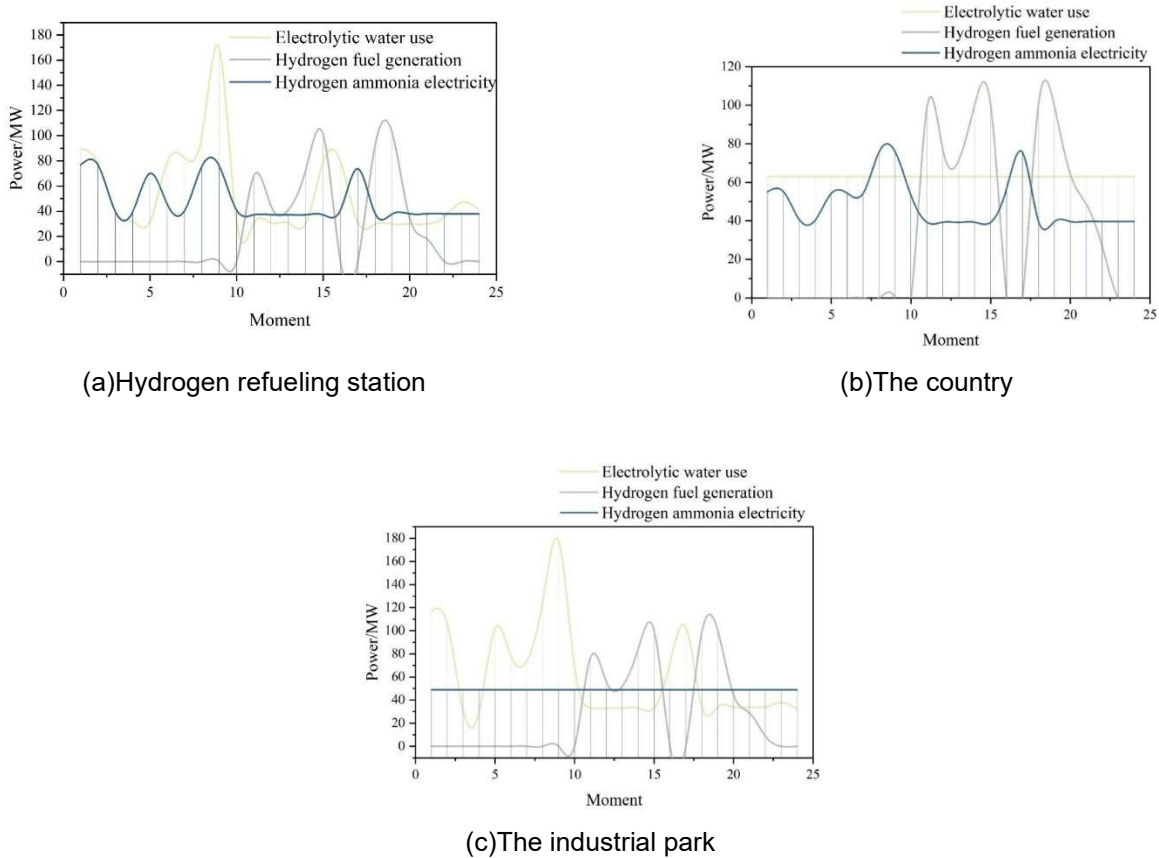 Electrolytic water use
Hydrogen fuel generation
Hydrogen ammonia electricity
Power/MW
180
160
140
120
100
80
60
40
20
0
0 5 10 15 20 25
Moment
(a)Hydrogen refueling station
Electrolytic water use
Hydrogen fuel generation
Hydrogen ammonia electricity
Power/MW
120
100
80
60
40
20
0
0 5 10 15 20 25
Moment
(b)The country
Electrolytic water use
Hydrogen fuel generation
Hydrogen ammonia electricity
Power/MW
180
160
140
120
100
80
60
40
20
0
0 5 10 15 20 25
Moment
(c)The industrial park